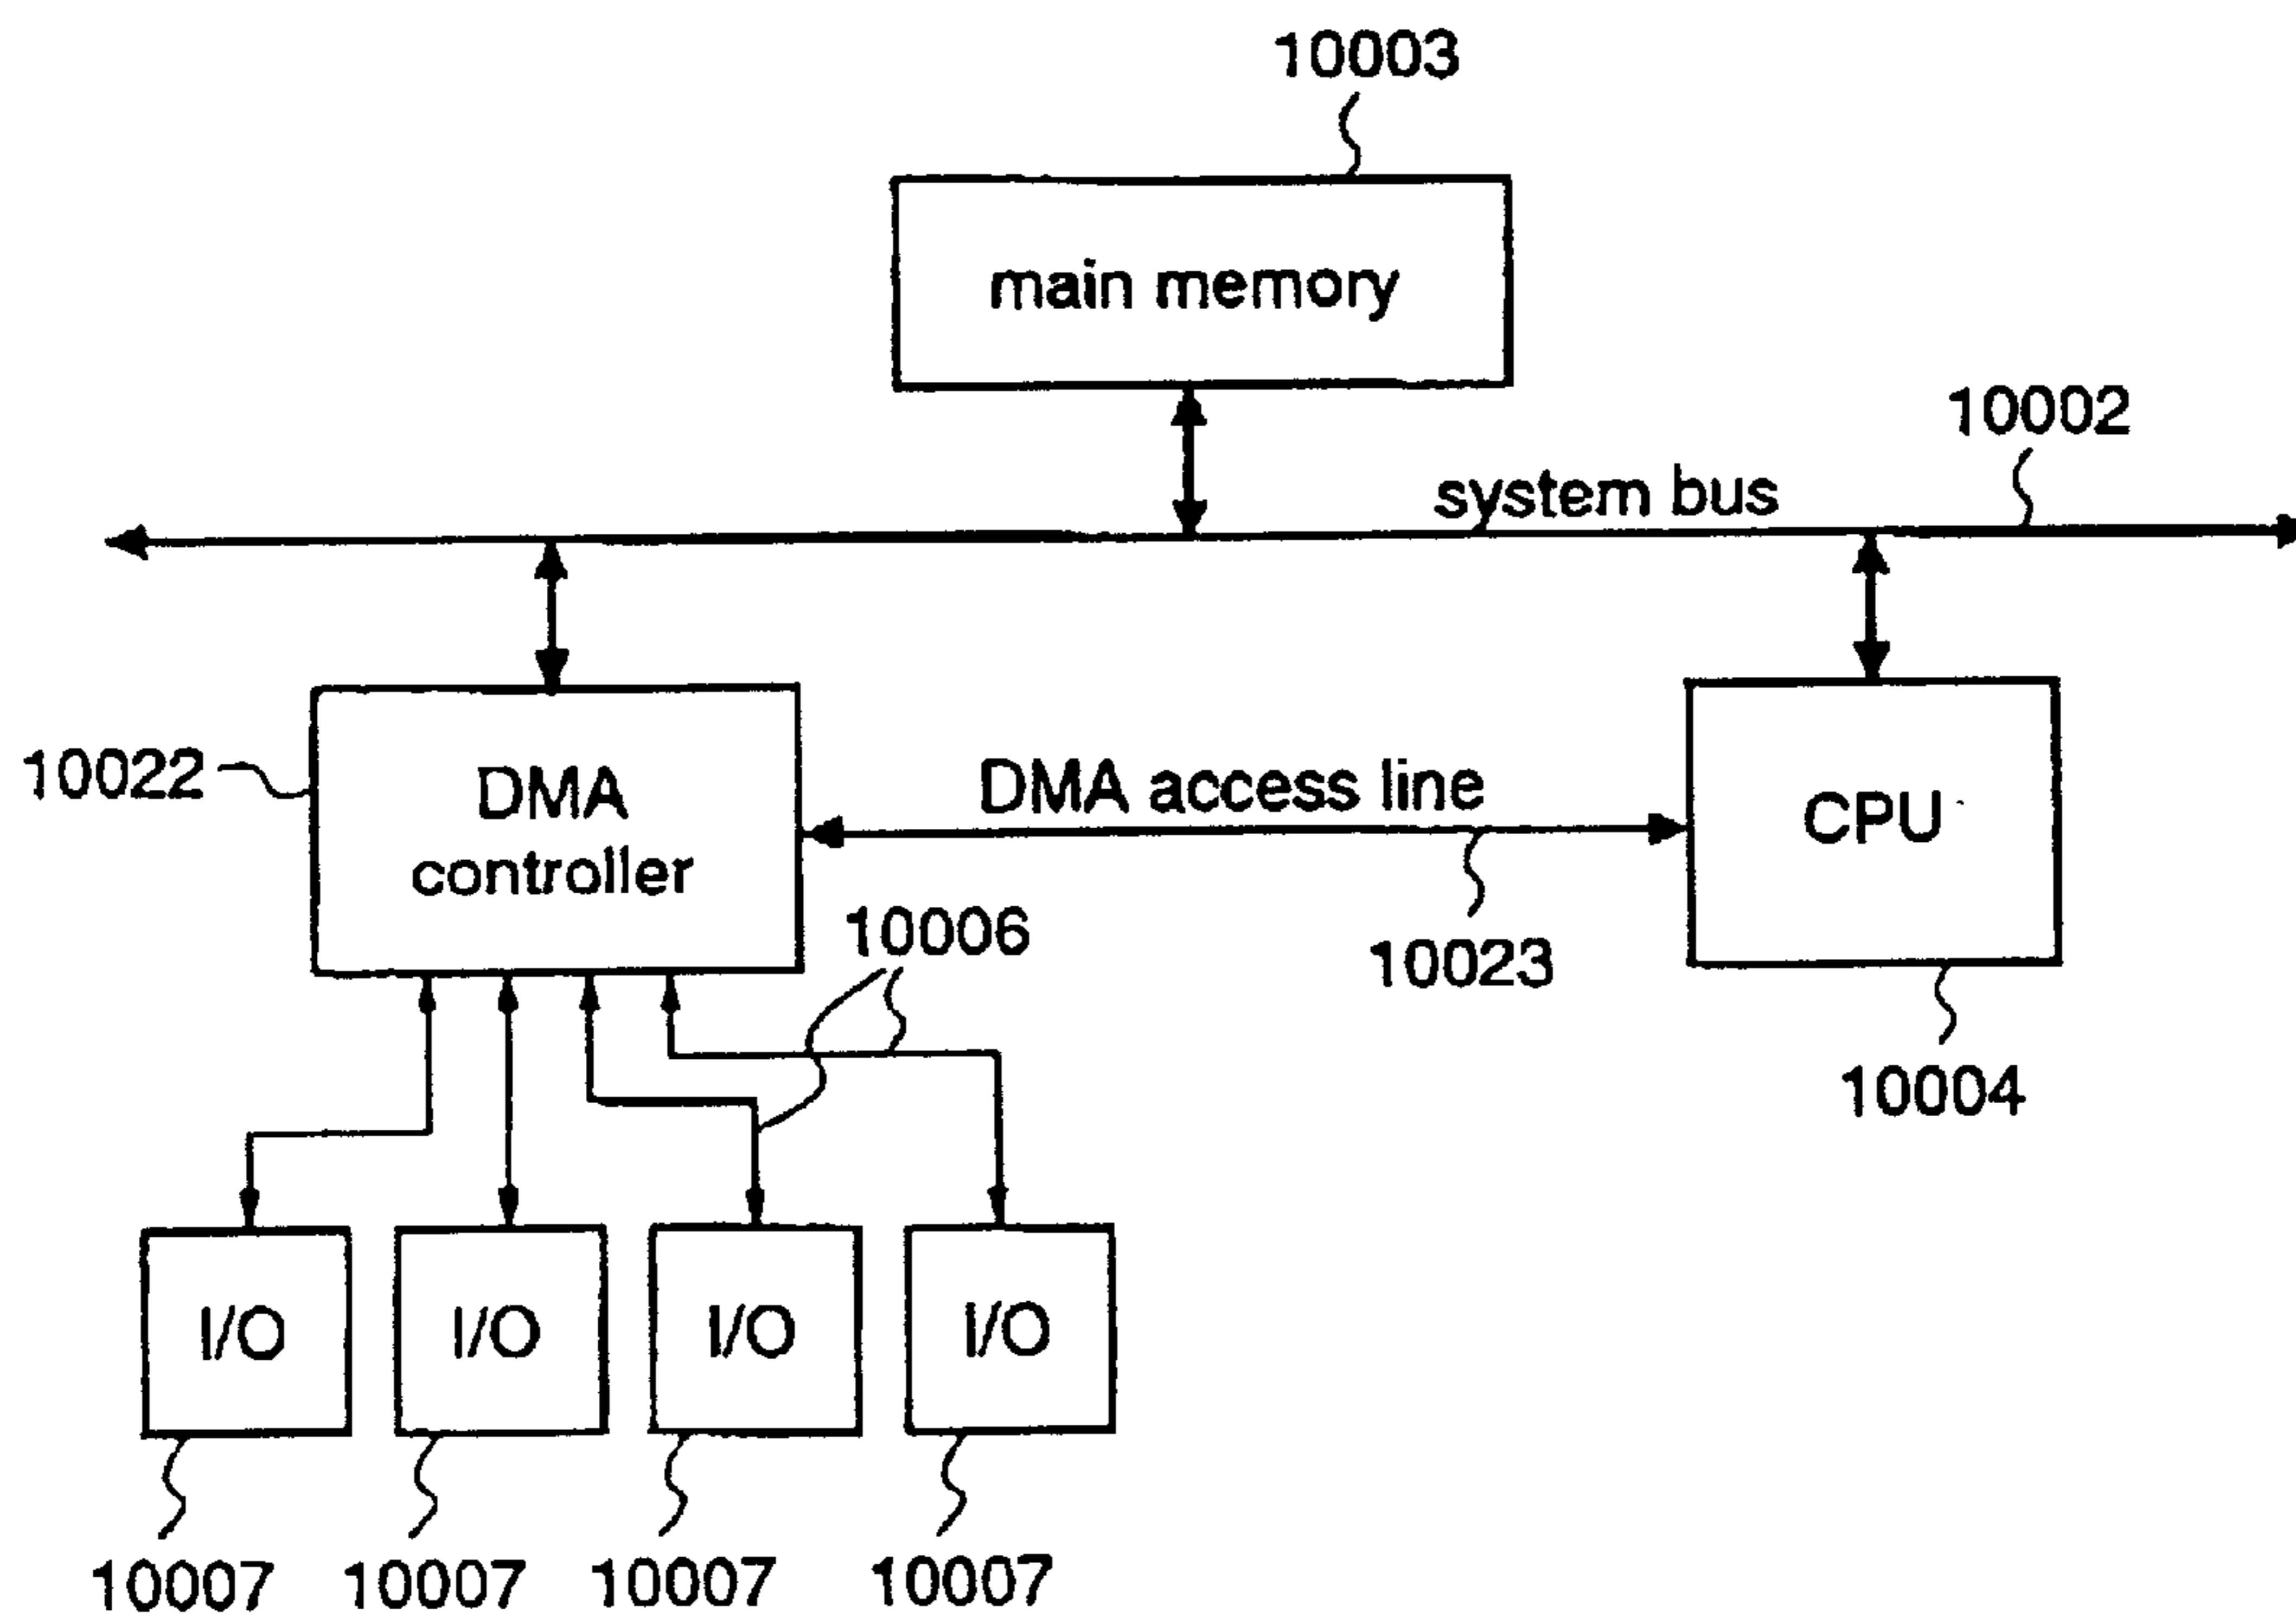 10003
main memory
10002
system bus
10022
DMA
controller
DMA access line
CPU
10006
10023
10004
I/O
I/O
I/O
I/O
10007
10007
10007
10007